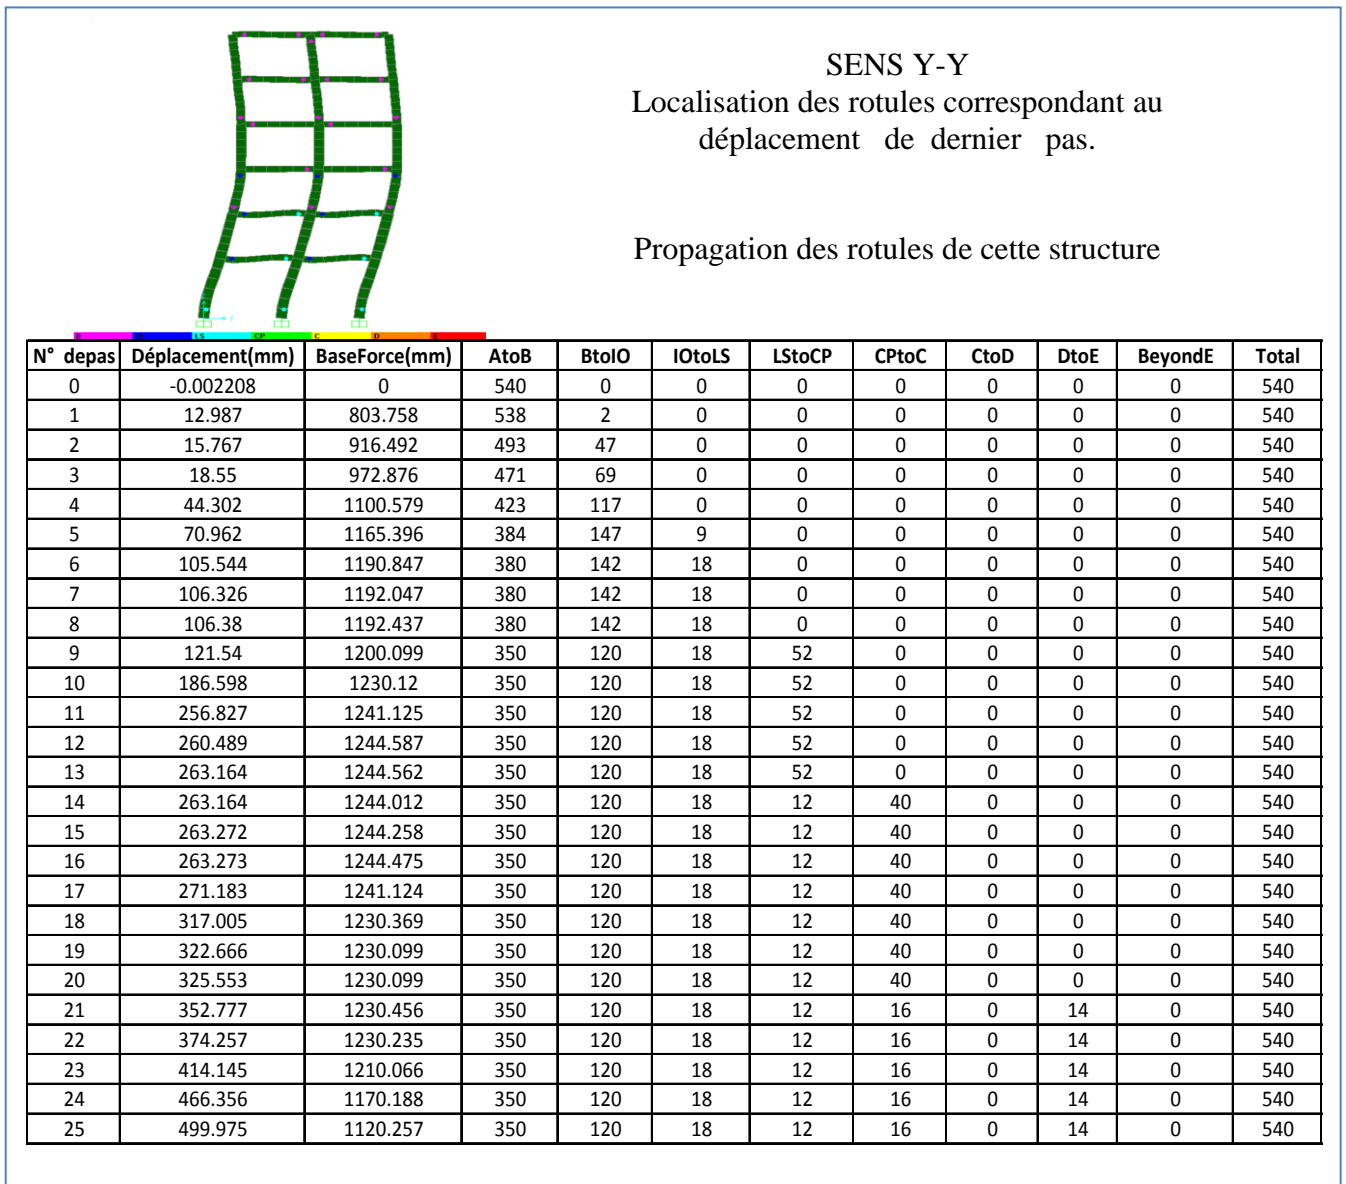 SENS Y-Y
Localisation des rotules correspondant au
déplacement de dernier pas.
Propagation des rotules de cette structure
LS CP C D E
N° depas Déplacement(mm) BaseForce(mm) AtoB BtoIO IOtoLS LStoCP CPtoC CtoD DtoE BeyondE Total
0 -0.002208 0 540 0 0 0 0 0 0 0 540
1 12.987 803.758 538 2 0 0 0 0 0 0 540
2 15.767 916.492 493 47 0 0 0 0 0 0 540
3 18.55 972.876 471 69 0 0 0 0 0 0 540
4 44.302 1100.579 423 117 0 0 0 0 0 0 540
5 70.962 1165.396 384 147 9 0 0 0 0 0 540
6 105.544 1190.847 380 142 18 0 0 0 0 0 540
7 106.326 1192.047 380 142 18 0 0 0 0 0 540
8 106.38 1192.437 380 142 18 0 0 0 0 0 540
9 121.54 1200.099 350 120 18 52 0 0 0 0 540
10 186.598 1230.12 350 120 18 52 0 0 0 0 540
11 256.827 1241.125 350 120 18 52 0 0 0 0 540
12 260.489 1244.587 350 120 18 52 0 0 0 0 540
13 263.164 1244.562 350 120 18 52 0 0 0 0 540
14 263.164 1244.012 350 120 18 12 40 0 0 0 540
15 263.272 1244.258 350 120 18 12 40 0 0 0 540
16 263.273 1244.475 350 120 18 12 40 0 0 0 540
17 271.183 1241.124 350 120 18 12 40 0 0 0 540
18 317.005 1230.369 350 120 18 12 40 0 0 0 540
19 322.666 1230.099 350 120 18 12 40 0 0 0 540
20 325.553 1230.099 350 120 18 12 40 0 0 0 540
21 352.777 1230.456 350 120 18 12 16 0 14 0 540
22 374.257 1230.235 350 120 18 12 16 0 14 0 540
23 414.145 1210.066 350 120 18 12 16 0 14 0 540
24 466.356 1170.188 350 120 18 12 16 0 14 0 540
25 499.975 1120.257 350 120 18 12 16 0 14 0 540